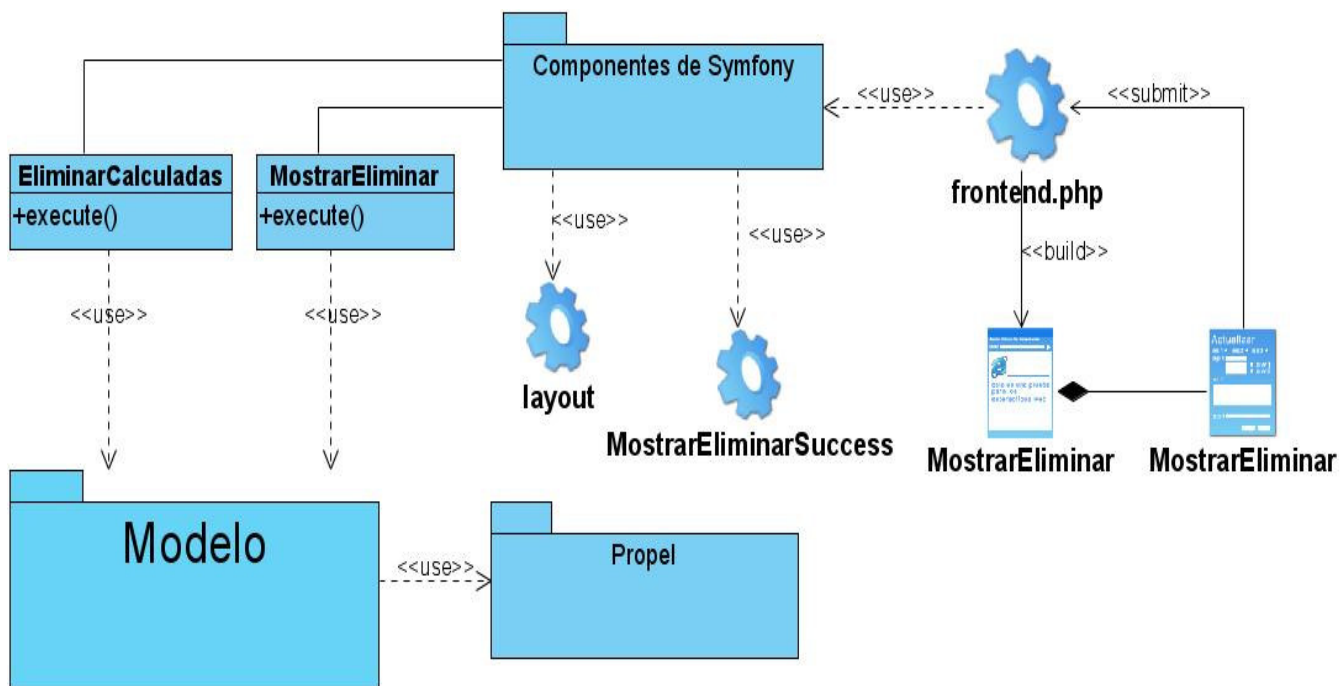 Componentes de Symfony
<<use>>
<<submit>>
EliminarCalculadas
+execute()
MostrarEliminar
+execute()
frontend.php
<<use>>
<<use>>
<<build>>
<<use>>
<<use>>
layout
MostrarEliminarSuccess
Actualizar
MostrarEliminar
MostrarEliminar
Modelo
<<use>>
Propel